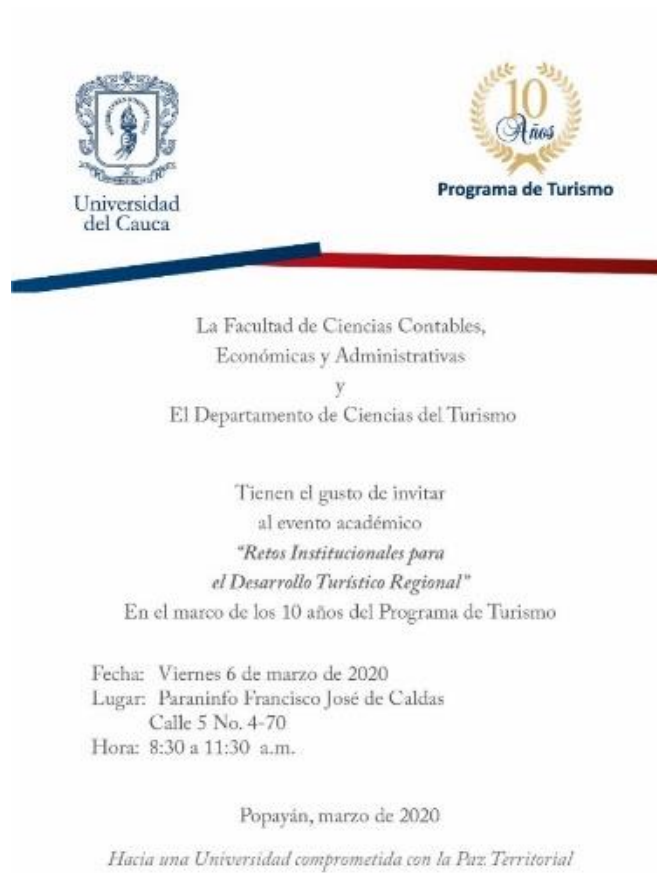 Universidad
del Cauca
10
Años
Programa de Turismo
La Facultad de Ciencias Contables,
Económicas y Administrativas
y
El Departamento de Ciencias del Turismo
Tienen el gusto de invitar
al evento académico
"Retos Institucionales para
el Desarrollo Turístico Regional"
En el marco de los 10 años del Programa de Turismo
Fecha: Viernes 6 de marzo de 2020
Lugar: Paraninfo Francisco José de Caldas
Calle 5 No. 4-70
Hora: 8:30 a 11:30 a.m.
Popayán, marzo de 2020
Hacia una Universidad comprometida con la Paz Territorial